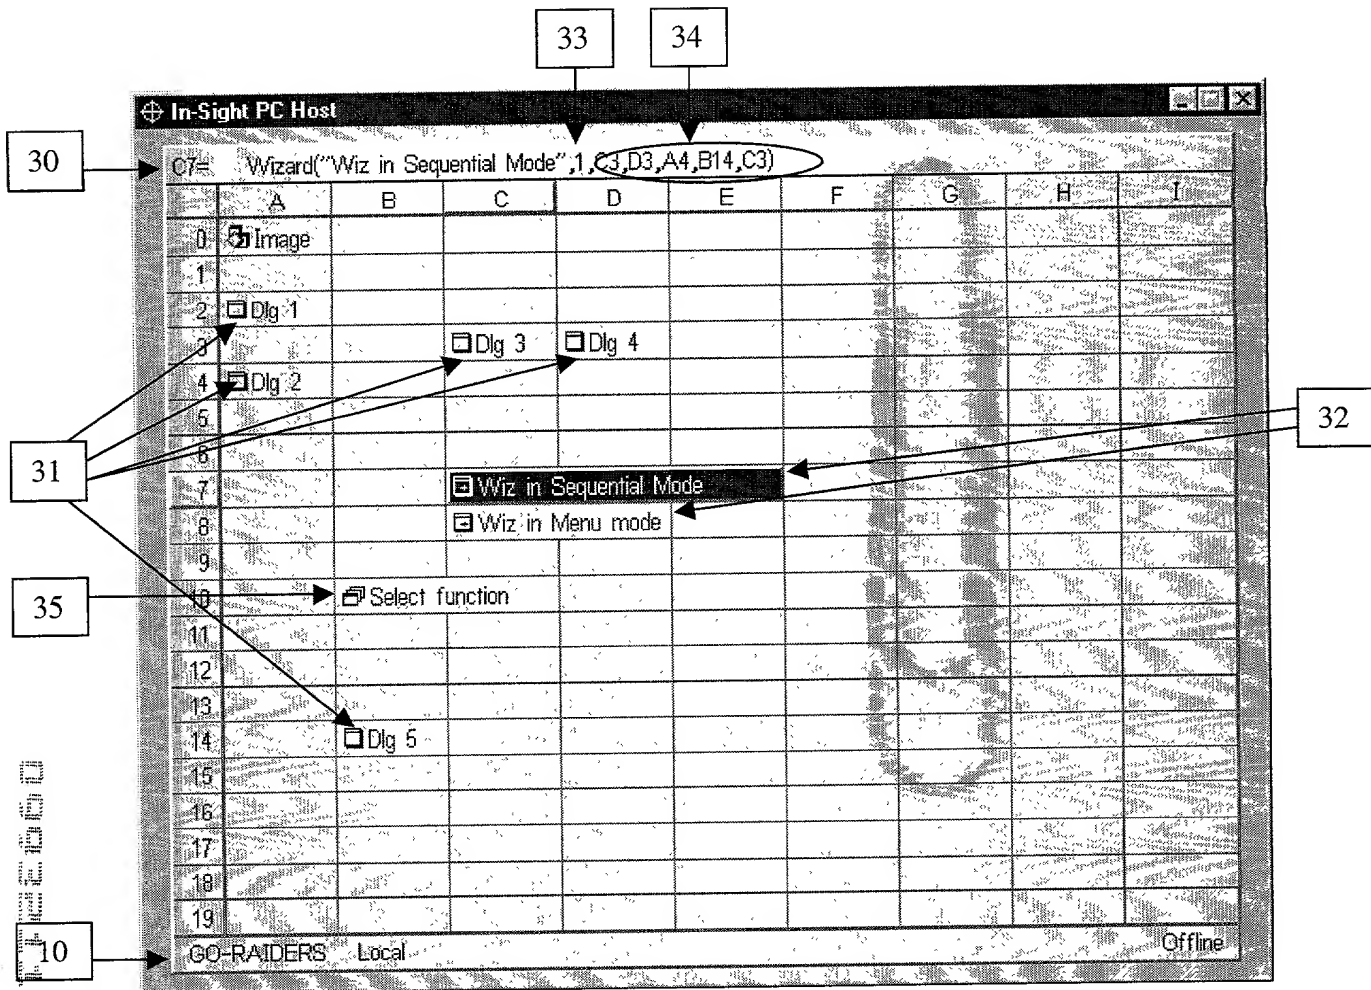 33 34
In-Sight PC Host
30
C7= Wizard("Wiz in Sequential Mode",1,C3,D3,A4,B14,C3)
A B C D E F G H I
0 Image
1
2 Dlg 1
3 Dlg 3 Dlg 4
4 Dlg 2
5
32
6
31
7 Wiz in Sequential Mode
8 Wiz in Menu mode
9
35
10 Select function
11
12
13
14 Dlg 5
15
16
17
18
19
10
GO-RAIDERS Local Offline